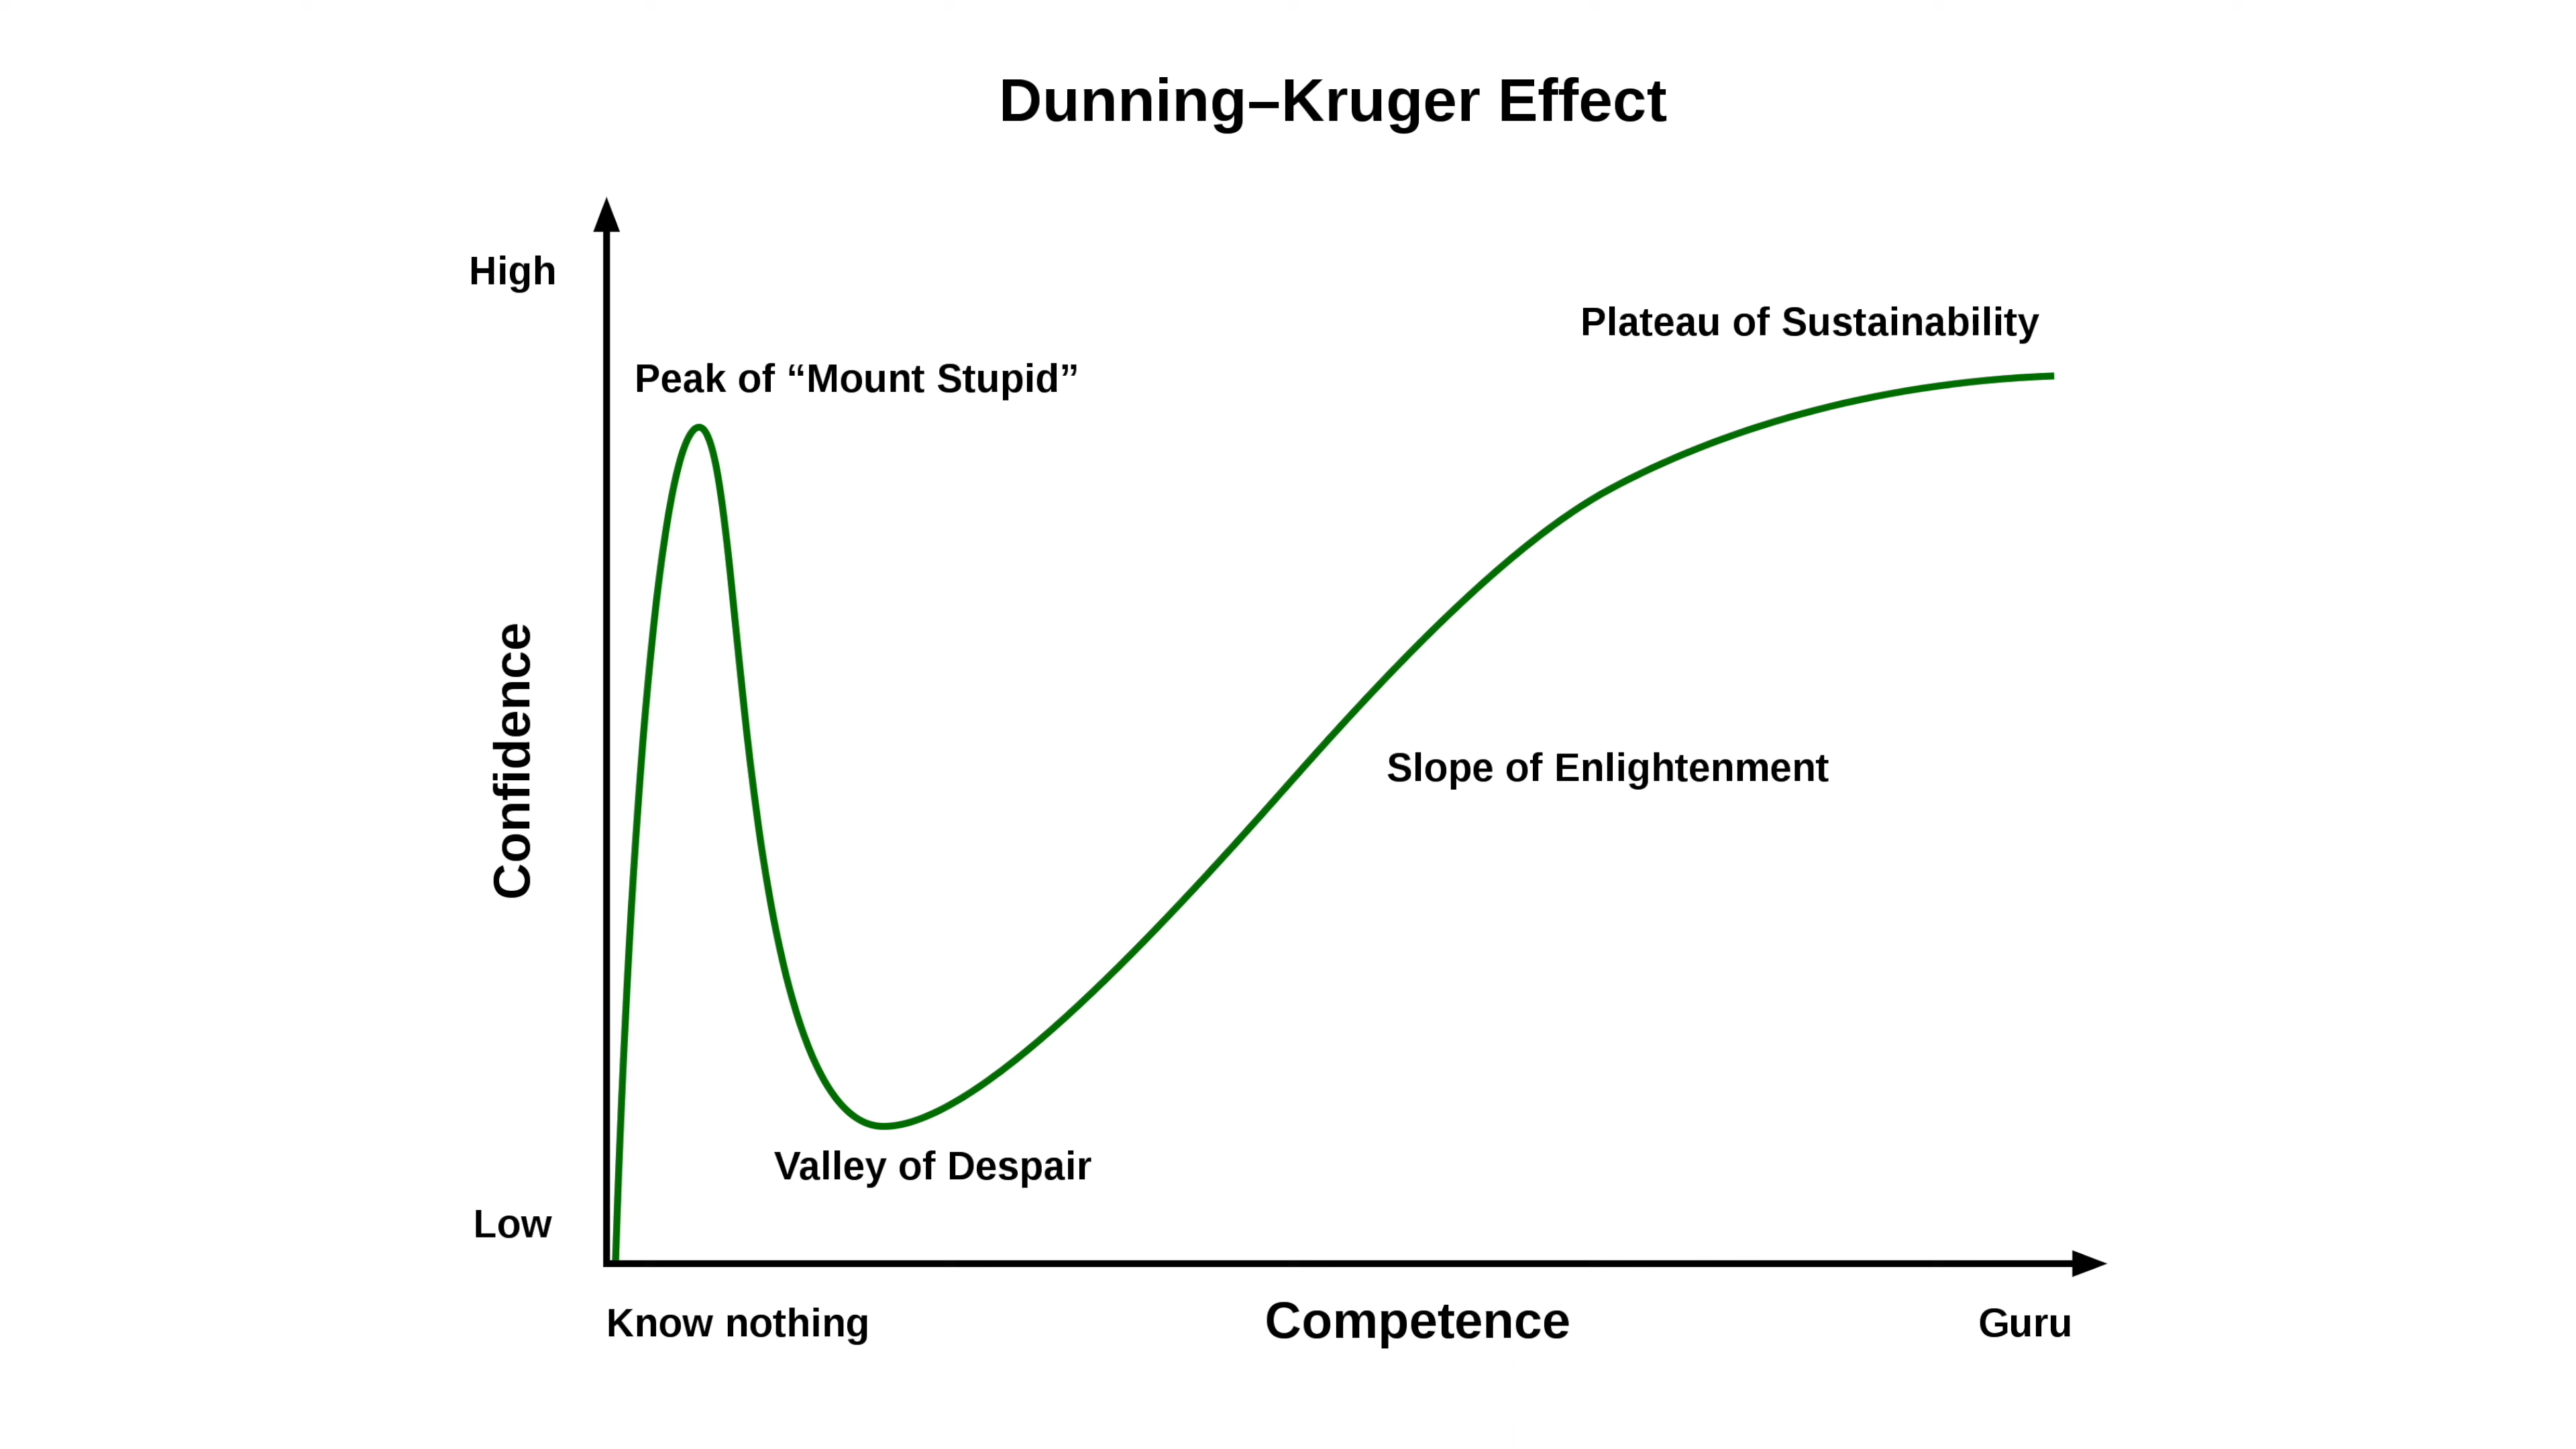 Dunning–Kruger Effect
High
Plateau of Sustainability
Peak of “Mount Stupid”
Confidence
Slope of Enlightenment
Valley of Despair
Low
Know nothing
Competence
Guru